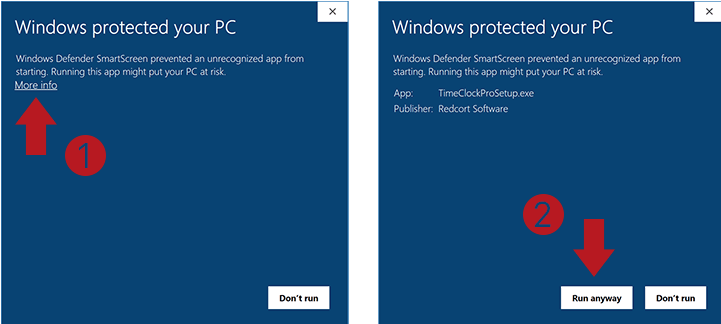 Windows protected your PC
Windows Defender SmartScreen prevented an unrecognized app from
starting. Running this app might put your PC at risk.
More info
1
Don't run
Windows protected your PC
Windows Defender SmartScreen prevented an unrecognized app from
starting. Running this app might put your PC at risk.
App: TimeClockProSetup.exe
Publisher: Redcort Software
2
Run anyway Don't run